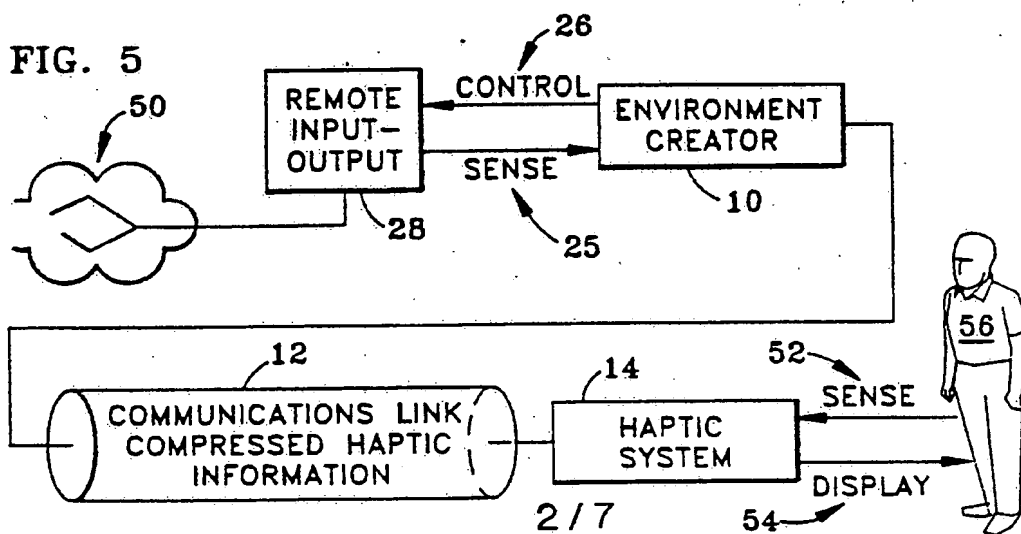 FIG. 5
50
REMOTE
INPUT-
OUTPUT
28
26
CONTROL
SENSE
25
ENVIRONMENT
CREATOR
10
12
COMMUNICATIONS LINK
COMPRESSED HAPTIC
INFORMATION
14
HAPTIC
SYSTEM
52
SENSE
DISPLAY
54
56
2/7